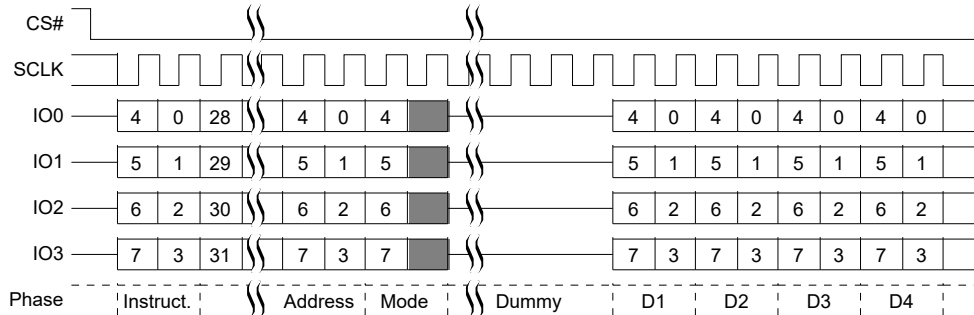 CS#
SCLK
IO0 4 0 28 4 0 4 4 0 4 0 4 0 4 0
IO1 5 1 29 5 1 5 5 1 5 1 5 1 5 1
IO2 6 2 30 6 2 6 6 2 6 2 6 2 6 2
IO3 7 3 31 7 3 7 7 3 7 3 7 3 7 3
Phase Instruct. Address Mode Dummy D1 D2 D3 D4